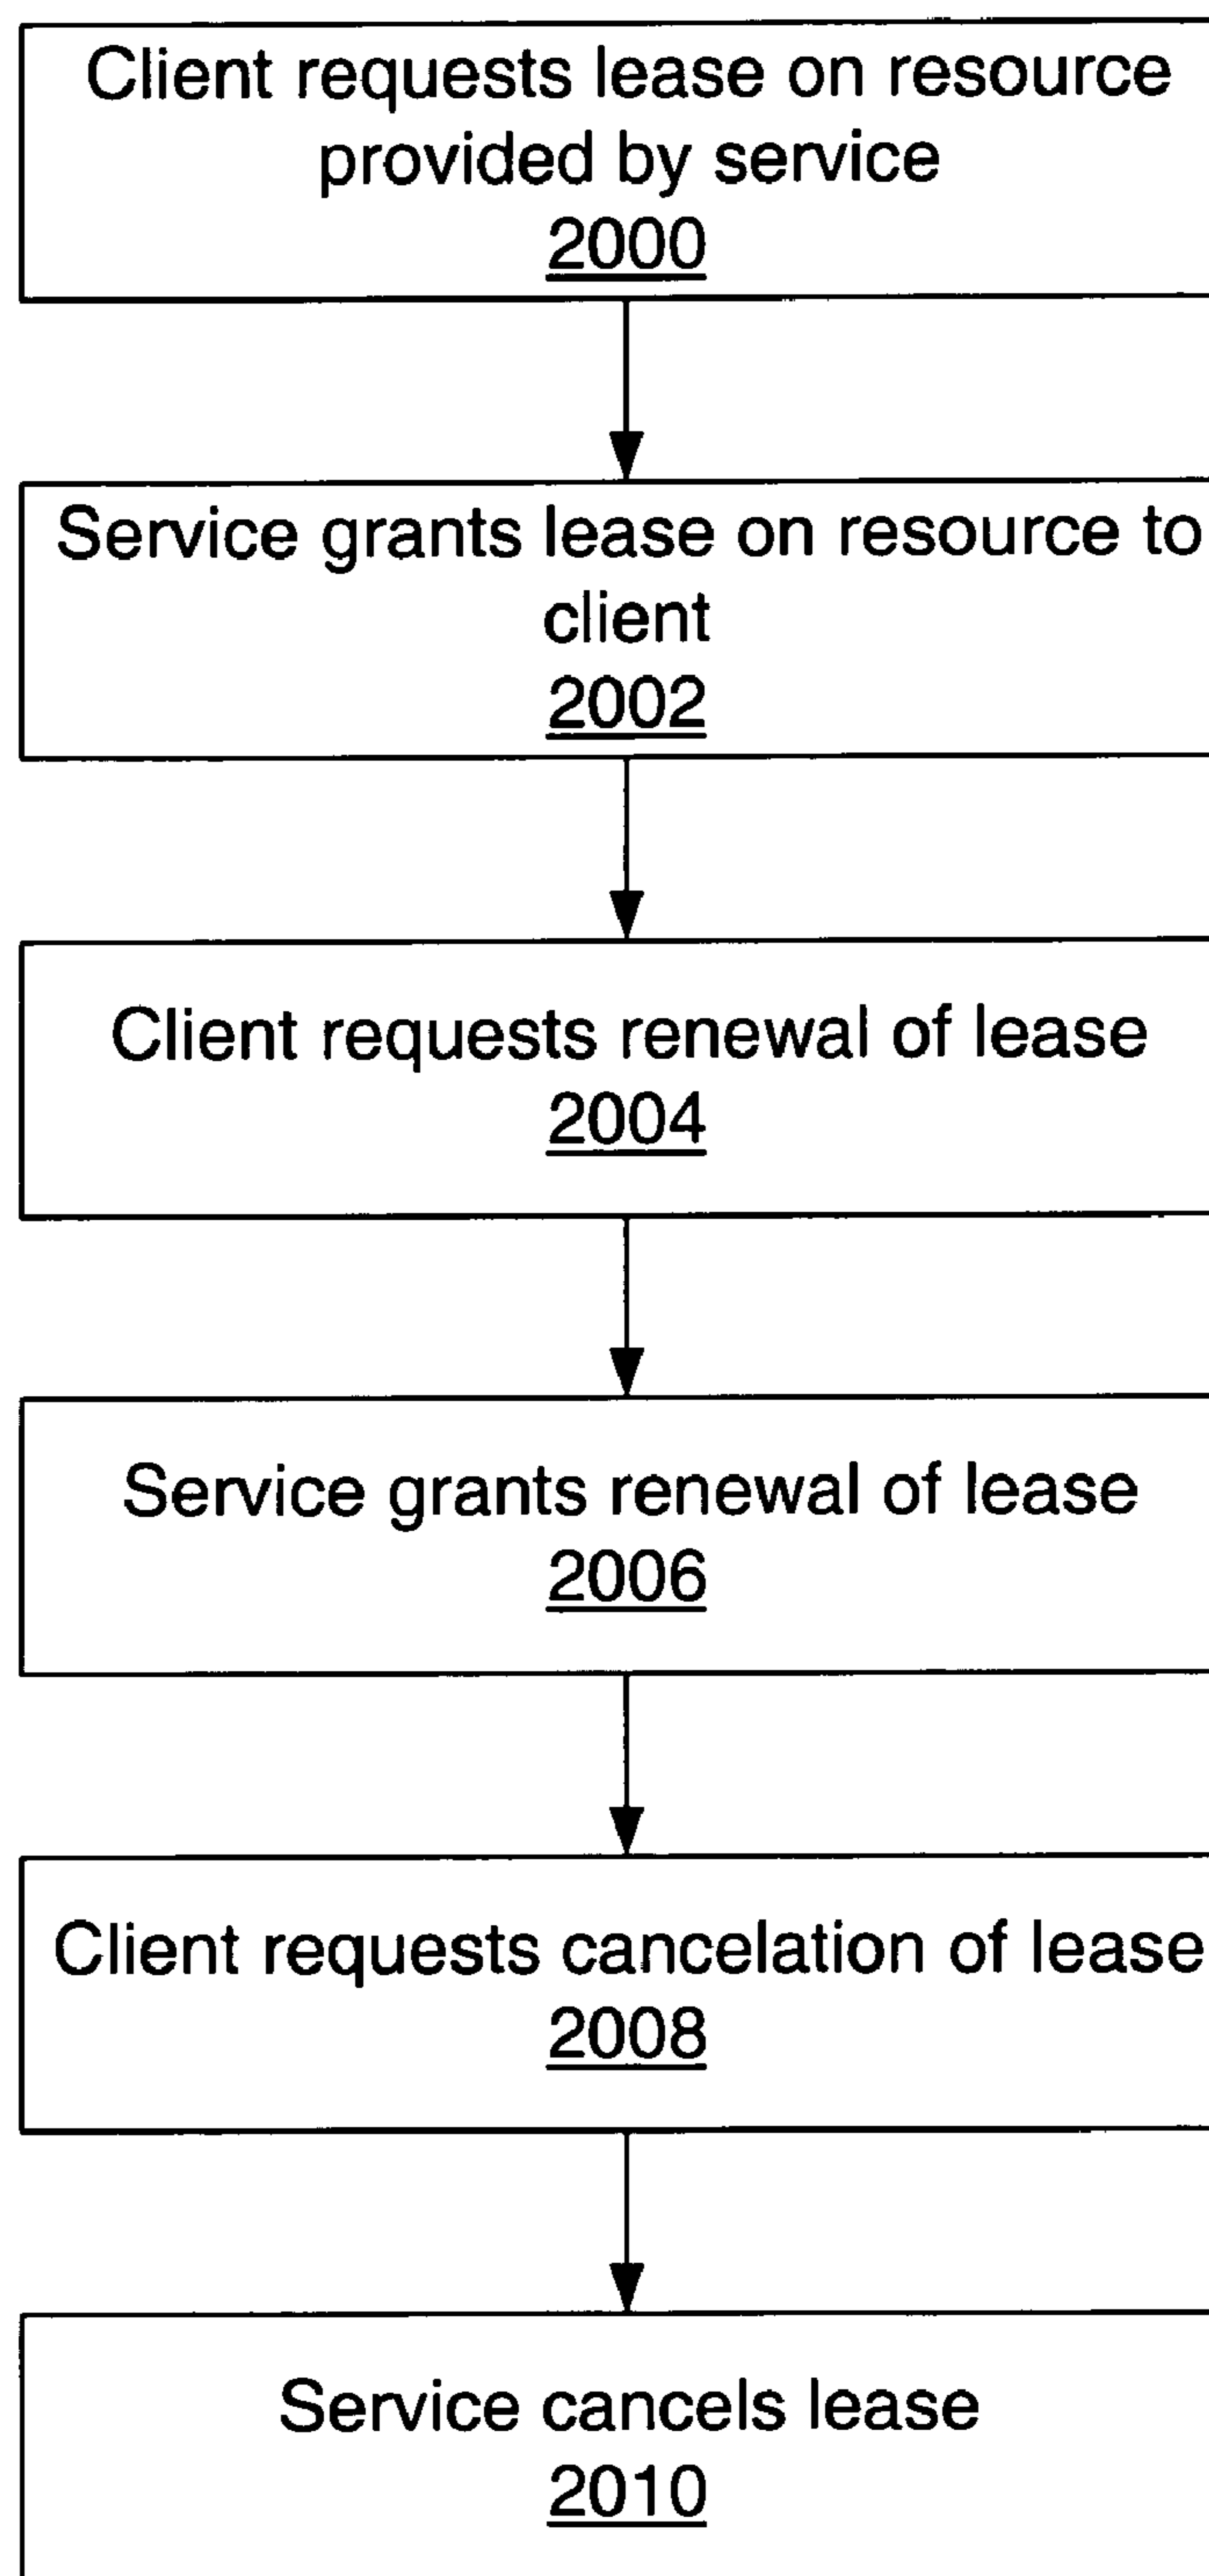 Client requests lease on resource
provided by service
2000
Service grants lease on resource to
client
2002
Client requests renewal of lease
2004
Service grants renewal of lease
2006
Client requests cancelation of lease
2008
Service cancels lease
2010